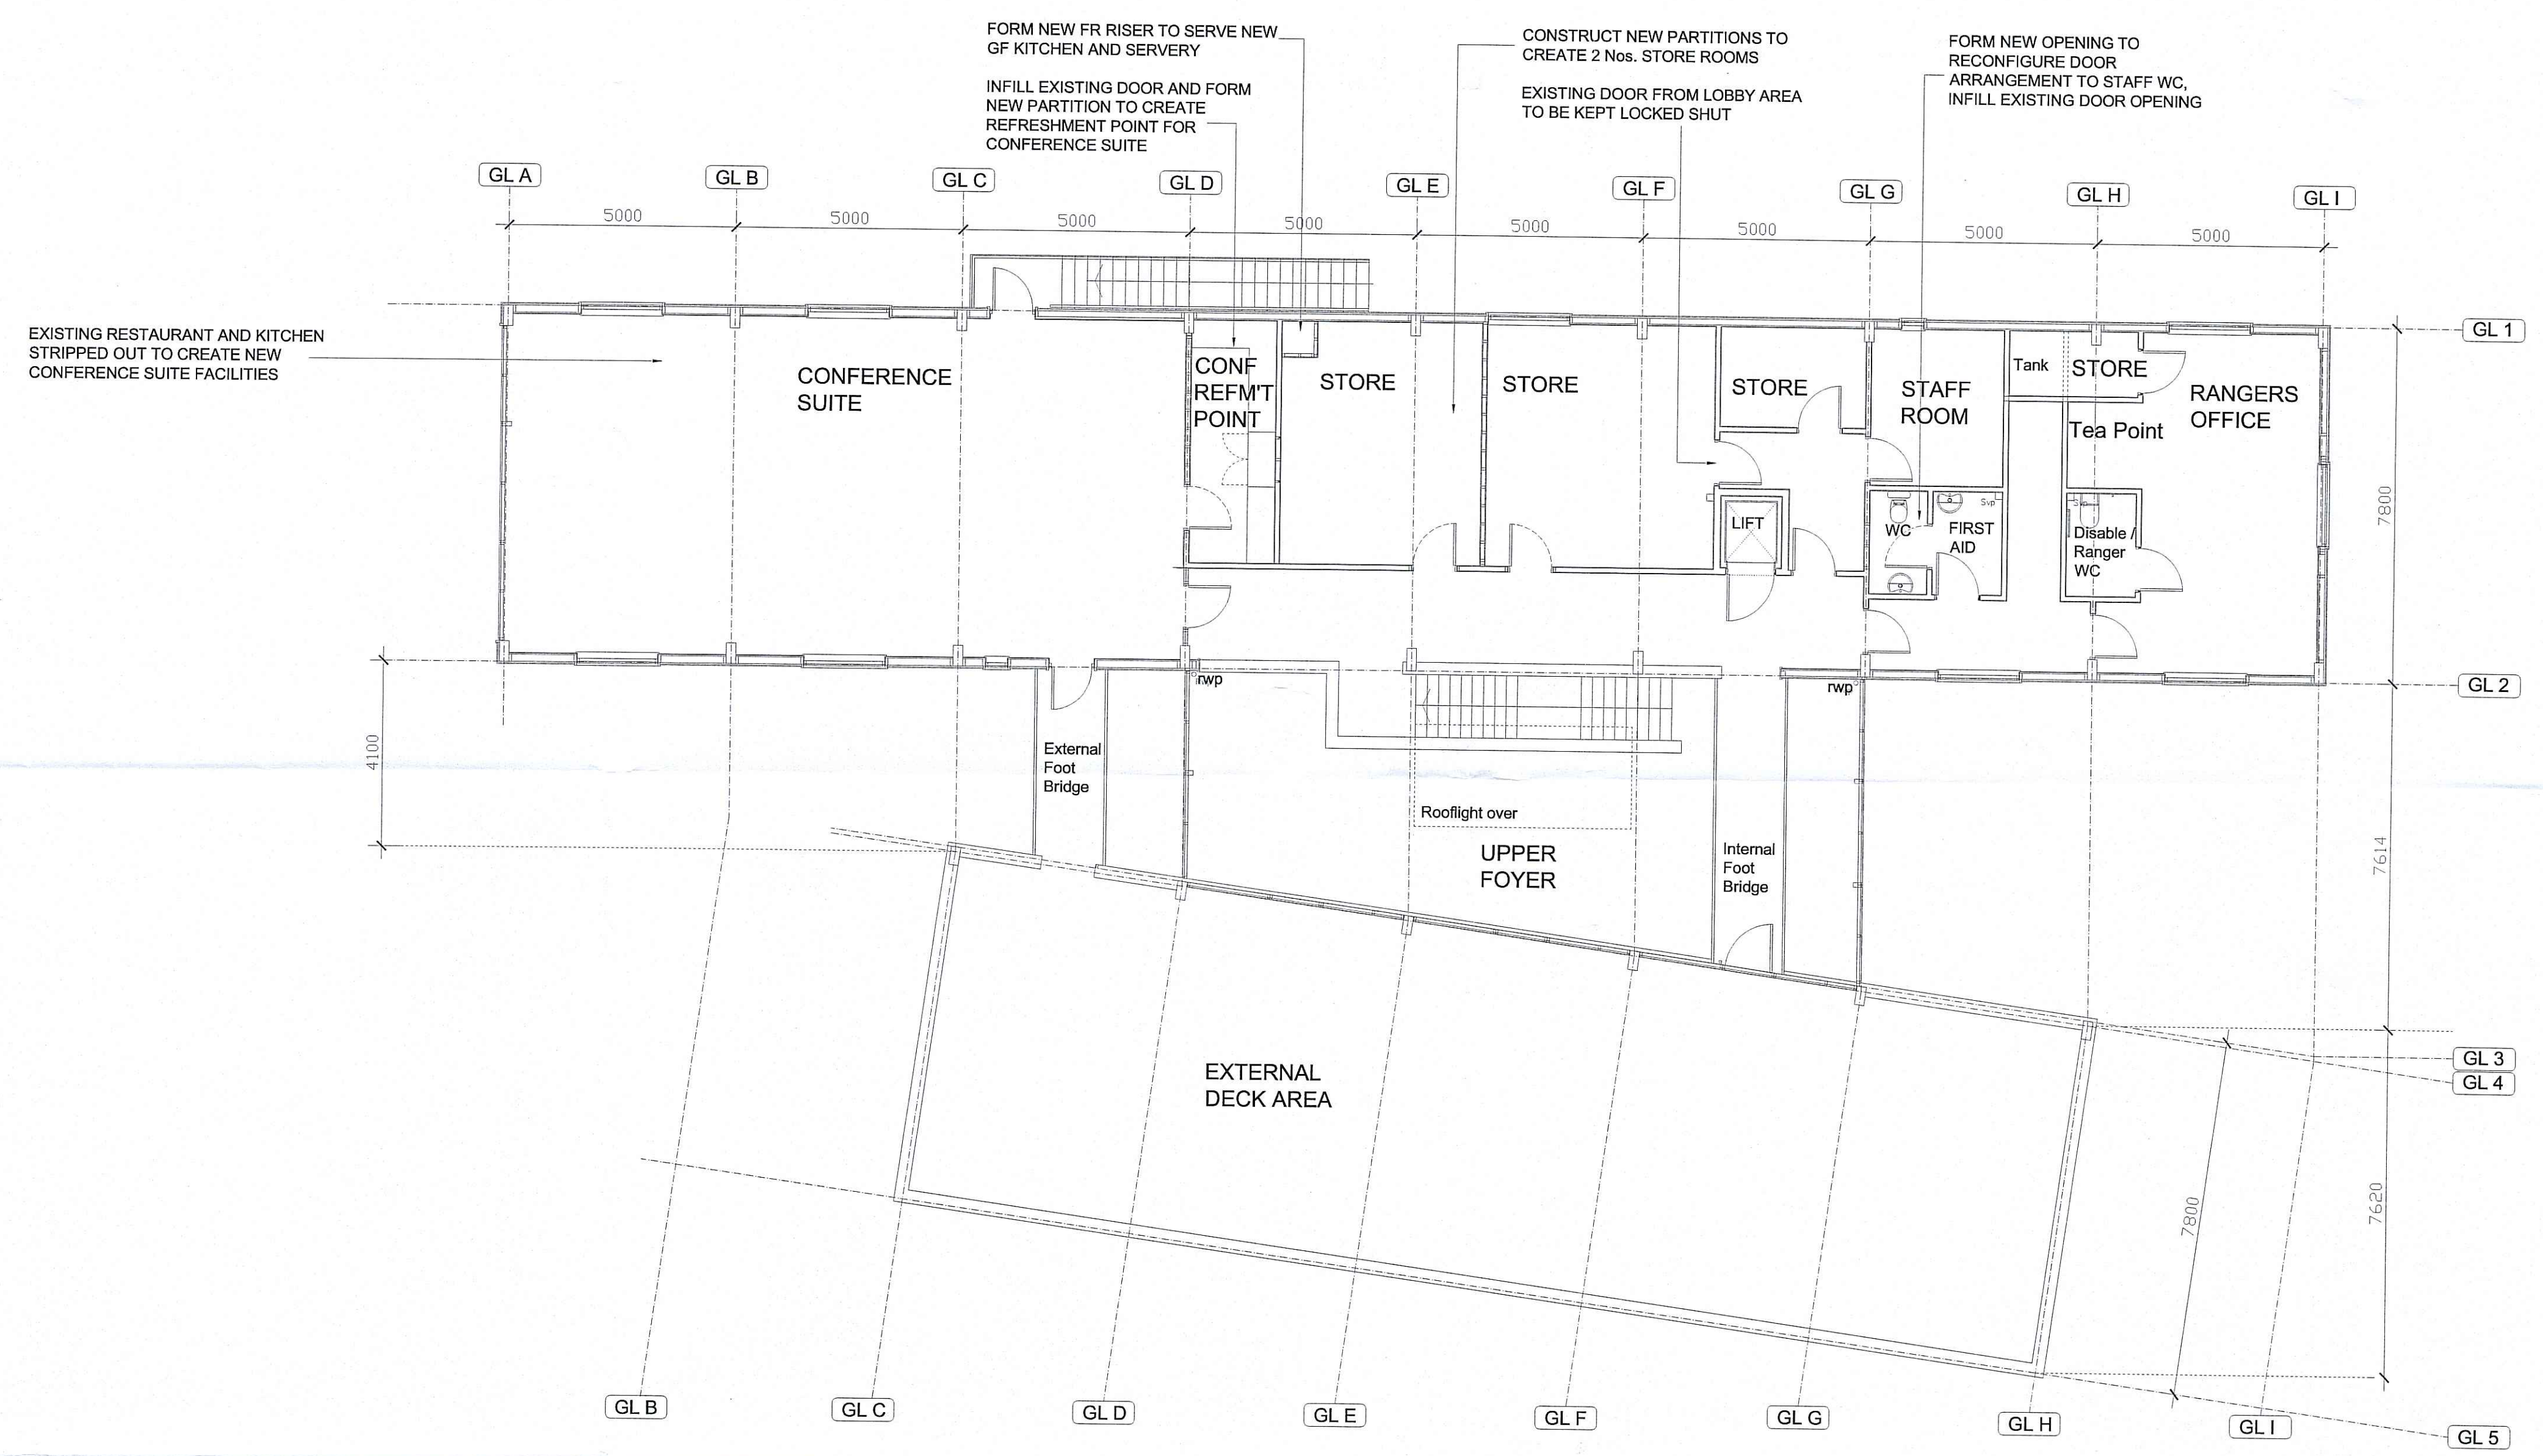 FORM NEW FR RISER TO SERVE NEW
GF KITCHEN AND SERVERY
INFILL EXISTING DOOR AND FORM
NEW PARTITION TO CREATE
REFRESHMENT POINT FOR
CONFERENCE SUITE
CONSTRUCT NEW PARTITIONS TO
CREATE 2 Nos. STORE ROOMS
EXISTING DOOR FROM LOBBY AREA
TO BE KEPT LOCKED SHUT
FORM NEW OPENING TO
RECONFIGURE DOOR
ARRANGEMENT TO STAFF WC,
INFILL EXISTING DOOR OPENING
GL A
GL B
GL C
GL D
GL E
GL F
GL G
GL H
GL I
5000
5000
5000
5000
5000
5000
5000
5000
EXISTING RESTAURANT AND KITCHEN
STRIPPED OUT TO CREATE NEW
CONFERENCE SUITE FACILITIES
CONFERENCE
SUITE
CONF
REFM'T
POINT
STORE
STORE
STORE
STAFF
ROOM
Tank
STORE
RANGERS
OFFICE
Tea Point
GL 1
7800
LIFT
WC
Svp
FIRST
AID
Svp
Disable /
Ranger
WC
rwp
rwp
GL 2
4100
External
Foot
Bridge
Rooflight over
UPPER
FOYER
Internal
Foot
Bridge
7614
EXTERNAL
DECK AREA
GL 3
GL 4
7800
7620
GL B
GL C
GL D
GL E
GL F
GL G
GL H
GL I
GL 5